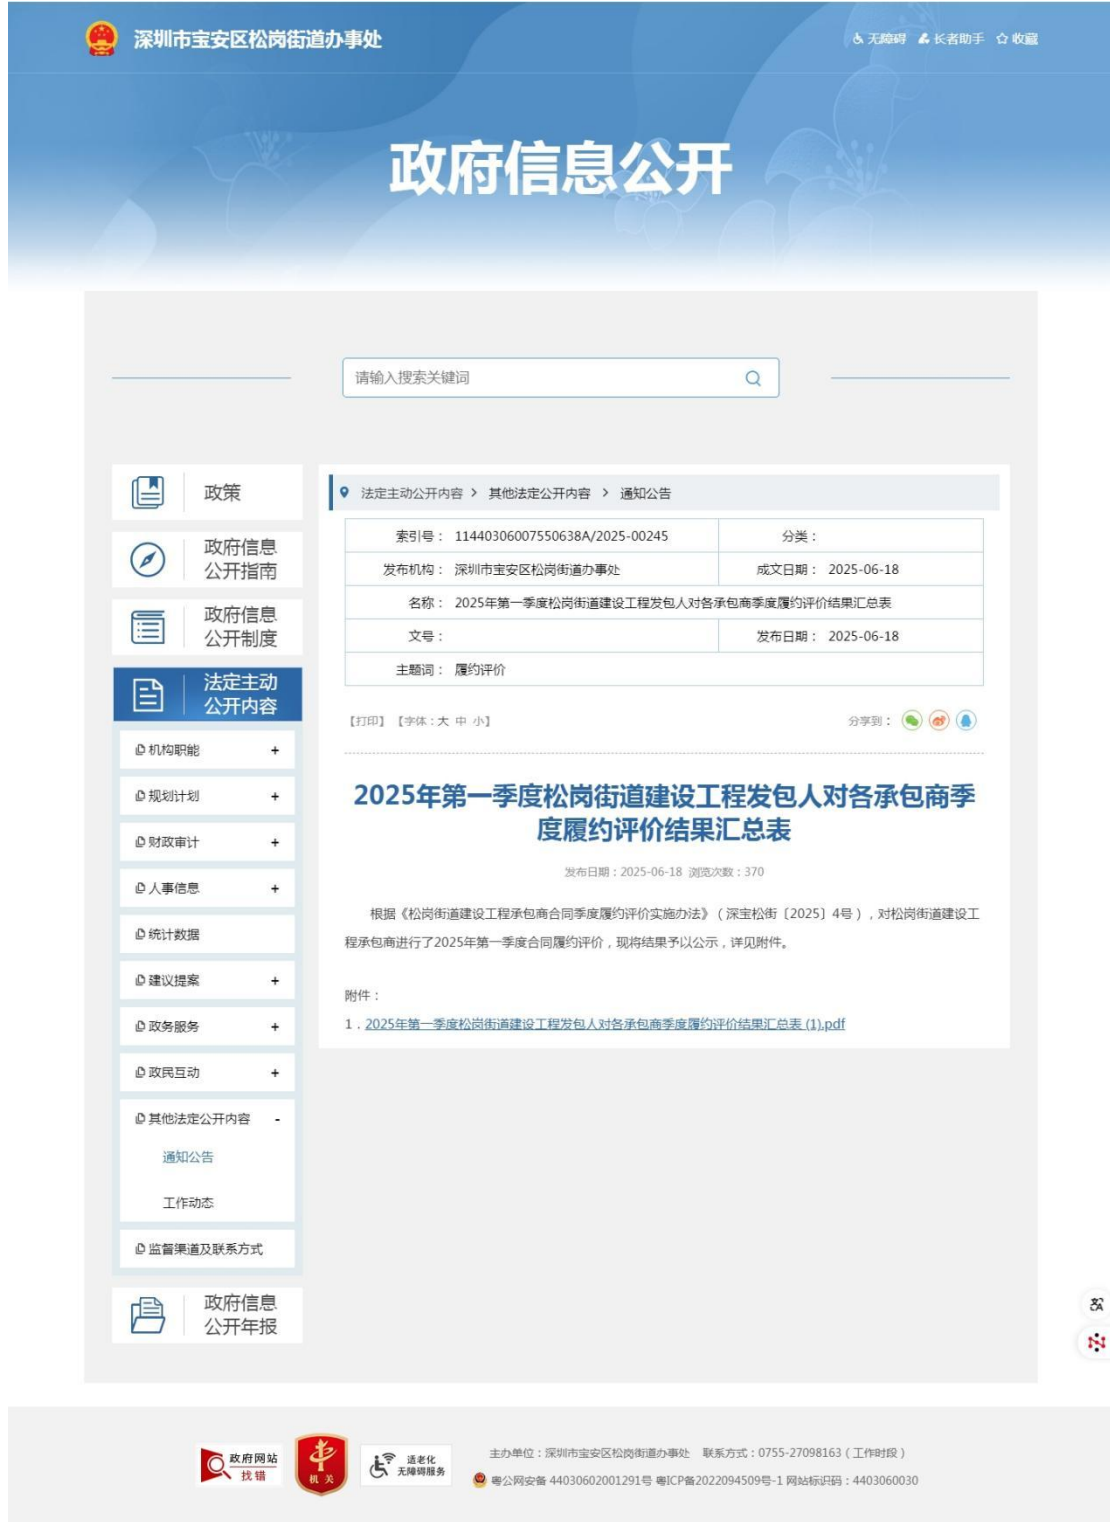 深圳市宝安区松岗街道办事处
无障碍 长者助手 收藏
政府信息公开
请输入搜索关键词
政策
政府信息
公开指南
政府信息
公开制度
法定主动
公开内容
机构职能 +
规划计划 +
财政审计 +
人事信息 +
统计数据
建议提案 +
政务服务 +
政民互动 +
其他法定公开内容 -
通知公告
工作动态
监督渠道及联系方式
政府信息
公开年报
法定主动公开内容 > 其他法定公开内容 > 通知公告
索引号： 11440306007550638A/2025-00245 分类：
发布机构： 深圳市宝安区松岗街道办事处 成文日期： 2025-06-18
名称： 2025年第一季度松岗街道建设工程发包人对各承包商季度履约评价结果汇总表
文号： 发布日期： 2025-06-18
主题词： 履约评价
【打印】 【字体：大 中 小】 分享到：
2025年第一季度松岗街道建设工程发包人对各承包商季
度履约评价结果汇总表
发布日期：2025-06-18 浏览次数：370
根据《松岗街道建设工程承包商合同季度履约评价实施办法》（深宝松街〔2025〕4号），对松岗街道建设工
程承包商进行了2025年第一季度合同履约评价，现将结果予以公示，详见附件。
附件：
1．2025年第一季度松岗街道建设工程发包人对各承包商季度履约评价结果汇总表 (1).pdf
政府网站
找错
机关
适老化
无障碍服务
主办单位：深圳市宝安区松岗街道办事处 联系方式：0755-27098163（工作时段）
粤公网安备 44030602001291号 粤ICP备2022094509号-1 网站标识码：4403060030